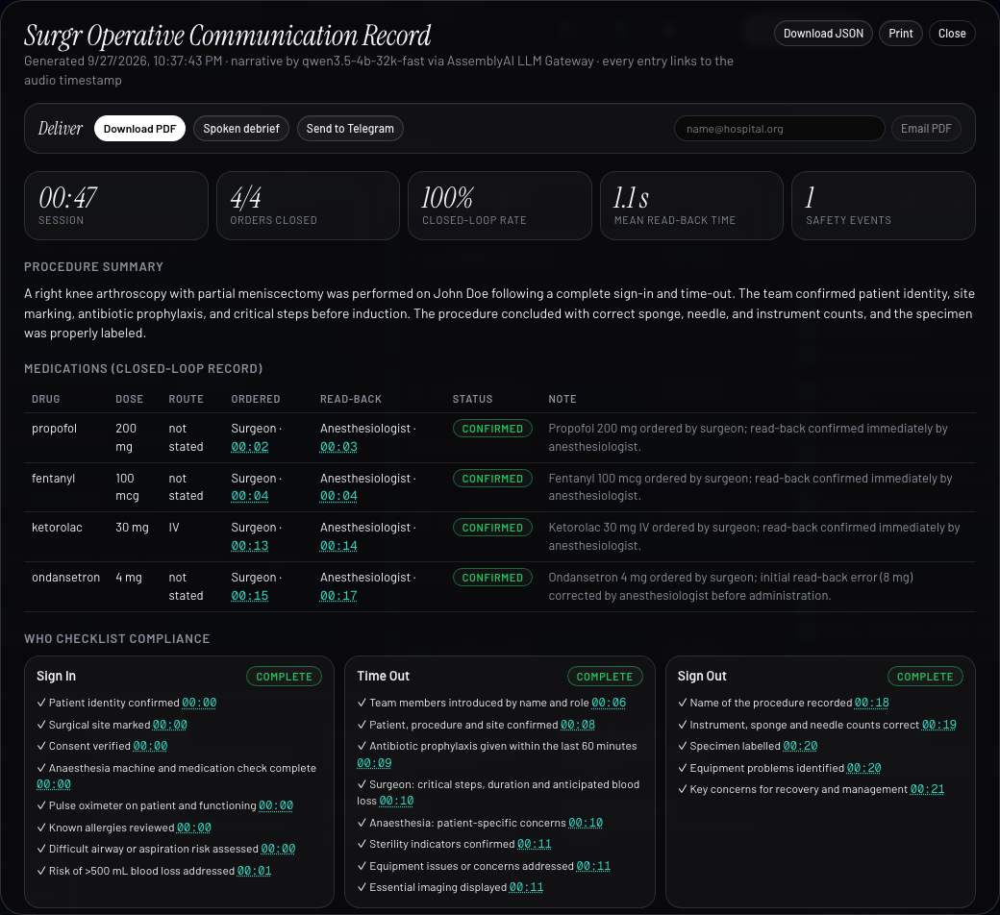 Surgr Operative Communication Record
Download JSON
Print
Close
Generated 9/27/2026, 10:37:43 PM · narrative by qwen3.5-4b-32k-fast via AssemblyAI LLM Gateway · every entry links to the
audio timestamp
Deliver
Download PDF
Spoken debrief
Send to Telegram
name@hospital.org
Email PDF
00:47
SESSION
4/4
ORDERS CLOSED
100%
CLOSED-LOOP RATE
1.1 s
MEAN READ-BACK TIME
1
SAFETY EVENTS
PROCEDURE SUMMARY
A right knee arthroscopy with partial meniscectomy was performed on John Doe following a complete sign-in and time-out. The team confirmed patient identity, site
marking, antibiotic prophylaxis, and critical steps before induction. The procedure concluded with correct sponge, needle, and instrument counts, and the specimen
was properly labeled.
MEDICATIONS (CLOSED-LOOP RECORD)
DRUG DOSE ROUTE ORDERED READ-BACK STATUS NOTE
propofol 200 not Surgeon · Anesthesiologist · CONFIRMED Propofol 200 mg ordered by surgeon; read-back confirmed immediately by
mg stated 00:02 00:03 anesthesiologist.
fentanyl 100 not Surgeon · Anesthesiologist · CONFIRMED Fentanyl 100 mcg ordered by surgeon; read-back confirmed immediately by
mcg stated 00:04 00:04 anesthesiologist.
ketorolac 30 mg IV Surgeon · Anesthesiologist · CONFIRMED Ketorolac 30 mg IV ordered by surgeon; read-back confirmed immediately by
00:13 00:14 anesthesiologist.
ondansetron 4 mg not Surgeon · Anesthesiologist · CONFIRMED Ondansetron 4 mg ordered by surgeon; initial read-back error (8 mg)
stated 00:15 00:17 corrected by anesthesiologist before administration.
WHO CHECKLIST COMPLIANCE
Sign In COMPLETE
✓ Patient identity confirmed 00:00
✓ Surgical site marked 00:00
✓ Consent verified 00:00
✓ Anaesthesia machine and medication check complete
00:00
✓ Pulse oximeter on patient and functioning 00:00
✓ Known allergies reviewed 00:00
✓ Difficult airway or aspiration risk assessed 00:00
✓ Risk of >500 mL blood loss addressed 00:01
Time Out COMPLETE
✓ Team members introduced by name and role 00:06
✓ Patient, procedure and site confirmed 00:08
✓ Antibiotic prophylaxis given within the last 60 minutes
00:09
✓ Surgeon: critical steps, duration and anticipated blood
loss 00:10
✓ Anaesthesia: patient-specific concerns 00:10
✓ Sterility indicators confirmed 00:11
✓ Equipment issues or concerns addressed 00:11
✓ Essential imaging displayed 00:11
Sign Out COMPLETE
✓ Name of the procedure recorded 00:18
✓ Instrument, sponge and needle counts correct 00:19
✓ Specimen labelled 00:20
✓ Equipment problems identified 00:20
✓ Key concerns for recovery and management 00:21